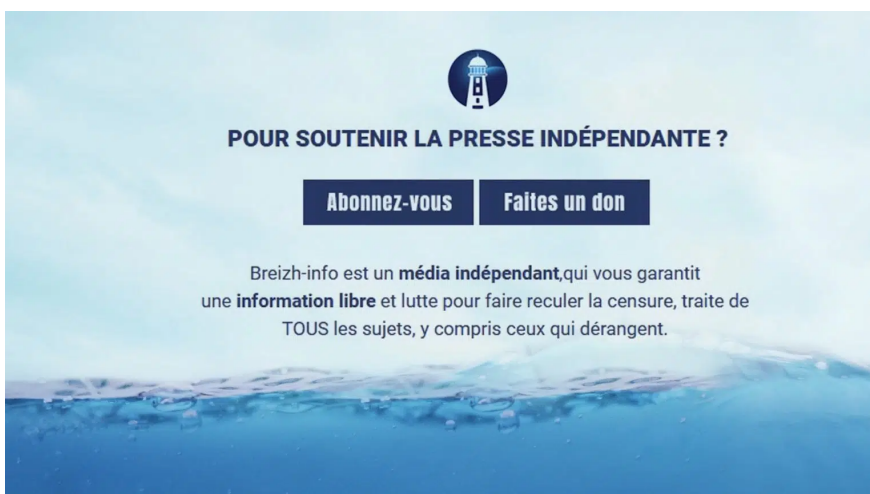 POUR SOUTENIR LA PRESSE INDÉPENDANTE ?
Abonnez-vous Faites un don
Breizh-info est un média indépendant,qui vous garantit
une information libre et lutte pour faire reculer la censure, traite de
TOUS les sujets, y compris ceux qui dérangent.